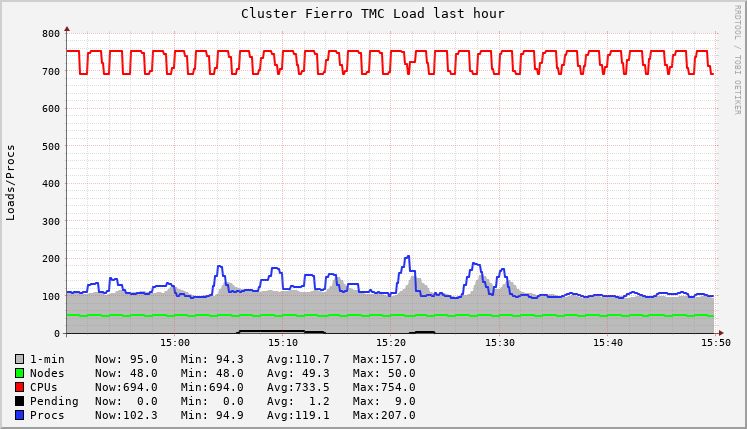 Cluster Fierro TMC Load last hour
RRDTOOL / TOBI OETIKER
Loads/Procs
800
700
600
500
400
300
200
100
0
15:00 15:10 15:20 15:30 15:40 15:50
1-min Now: 95.0 Min: 94.3 Avg:110.7 Max:157.0
Nodes Now: 48.0 Min: 48.0 Avg: 49.3 Max: 50.0
CPUs Now:694.0 Min:694.0 Avg:733.5 Max:754.0
Pending Now: 0.0 Min: 0.0 Avg: 1.2 Max: 9.0
Procs Now:102.3 Min: 94.9 Avg:119.1 Max:207.0